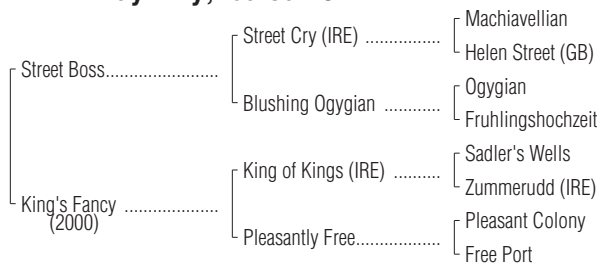 Machiavellian
Street Cry (IRE) ................
Helen Street (GB)
Street Boss........................
Ogygian
Blushing Ogygian ............
Fruhlingshochzeit
Sadler's Wells
King of Kings (IRE) ..........
Zummerudd (IRE)
King's Fancy ....................
(2000)
Pleasant Colony
Pleasantly Free..................
Free Port